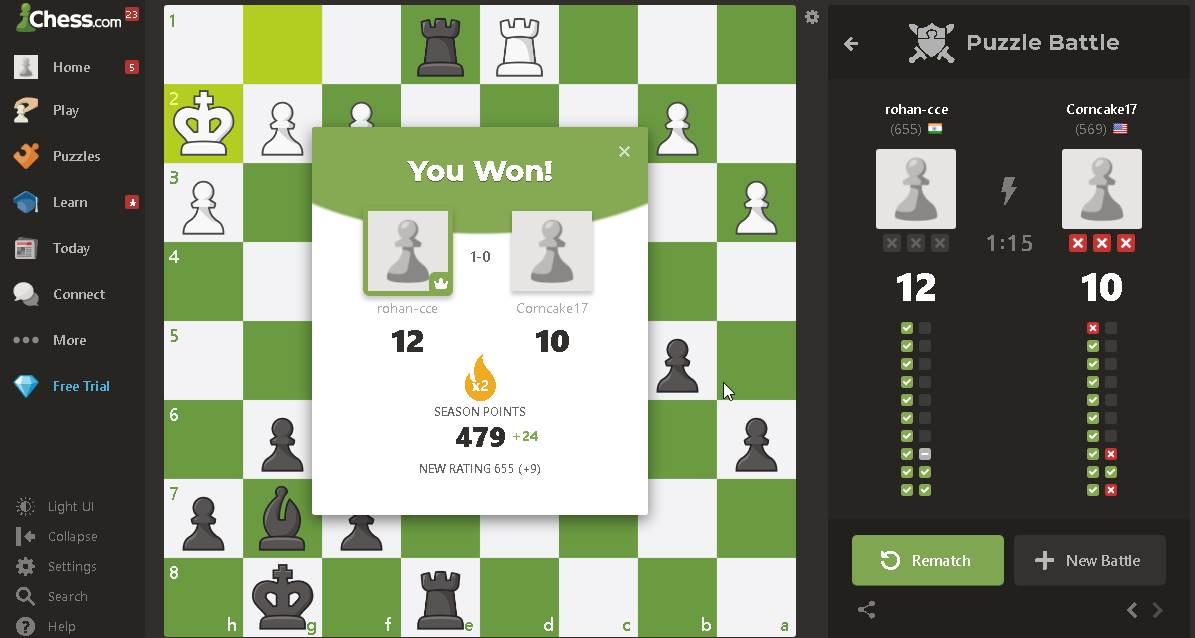 Chess.com 23
Home 5
Play
Puzzles
Learn
Today
Connect
More
Free Trial
Light UI
Collapse
Settings
Search
Help
1
2
3
4
5
6
7
8
h g f e d c b a
You Won!
1-0
rohan-cce Corncake17
12 10
x2
SEASON POINTS
479 +24
NEW RATING 655 (+9)
Puzzle Battle
rohan-cce Corncake17
(655) (569)
1:15
12 10
Rematch New Battle